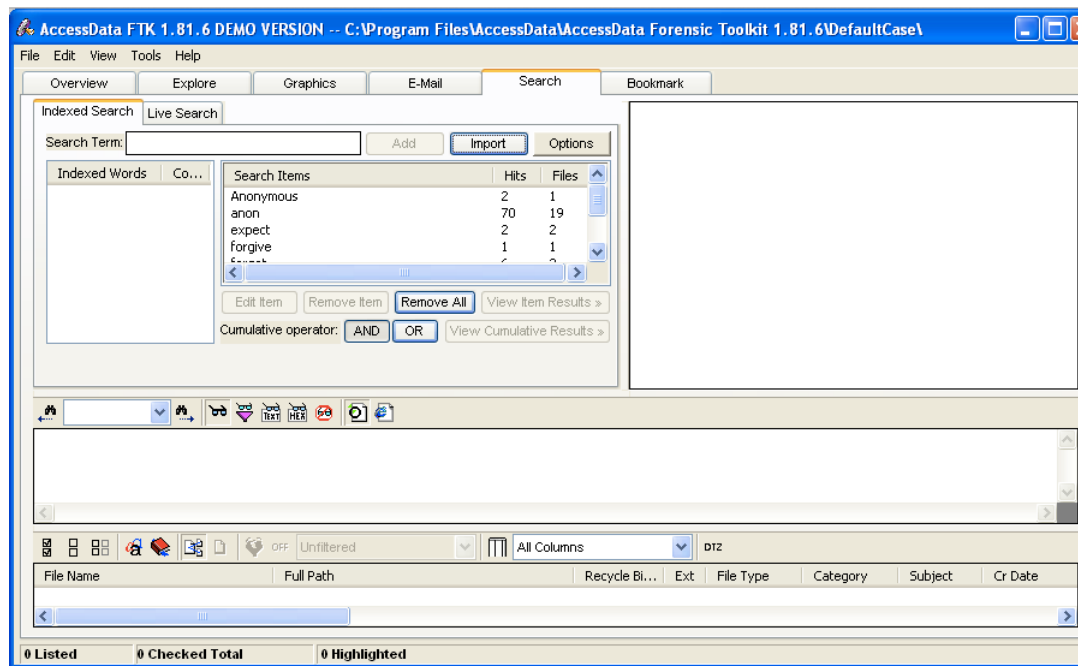 AccessData FTK 1.81.6 DEMO VERSION -- C:\Program Files\AccessData\AccessData Forensic Toolkit 1.81.6\DefaultCase\
File Edit View Tools Help
Overview Explore Graphics E-Mail Search Bookmark
Indexed Search Live Search
Search Term: Add Import Options
Indexed Words Co... Search Items Hits Files
Anonymous 2 1
anon 70 19
expect 2 2
forgive 1 1
Edit Item Remove Item Remove All View Item Results »
Cumulative operator: AND OR View Cumulative Results »
TEXT HEX
OFF Unfiltered All Columns DTZ
File Name Full Path Recycle Bi... Ext File Type Category Subject Cr Date
0 Listed 0 Checked Total 0 Highlighted